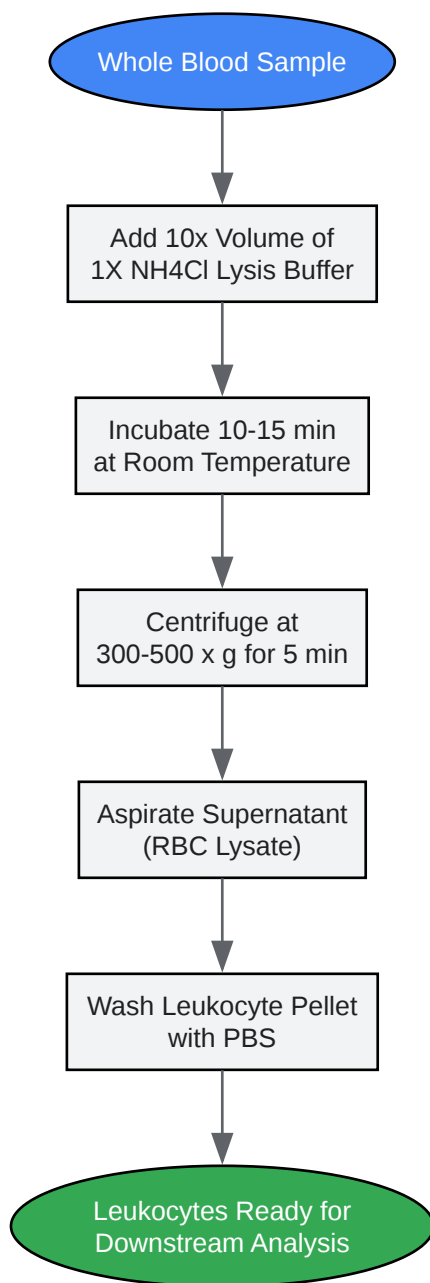 Whole Blood Sample
Add 10x Volume of
1X NH4Cl Lysis Buffer
Incubate 10-15 min
at Room Temperature
Centrifuge at
300-500 x g for 5 min
Aspirate Supernatant
(RBC Lysate)
Wash Leukocyte Pellet
with PBS
Leukocytes Ready for
Downstream Analysis